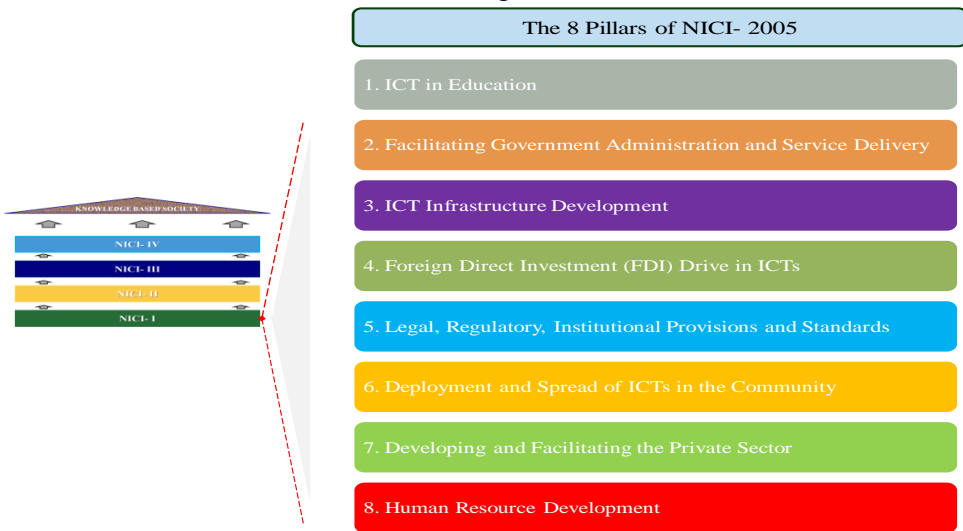 The 8 Pillars of NICI- 2005
1. ICT in Education
2. Facilitating Government Administration and Service Delivery
3. ICT Infrastructure Development
4. Foreign Direct Investment (FDI) Drive in ICTs
5. Legal, Regulatory, Institutional Provisions and Standards
6. Deployment and Spread of ICTs in the Community
7. Developing and Facilitating the Private Sector
8. Human Resource Development
KNOWLEDGE BASED SOCIETY
NICI- IV
NICI- III
NICI- II
NICI- I